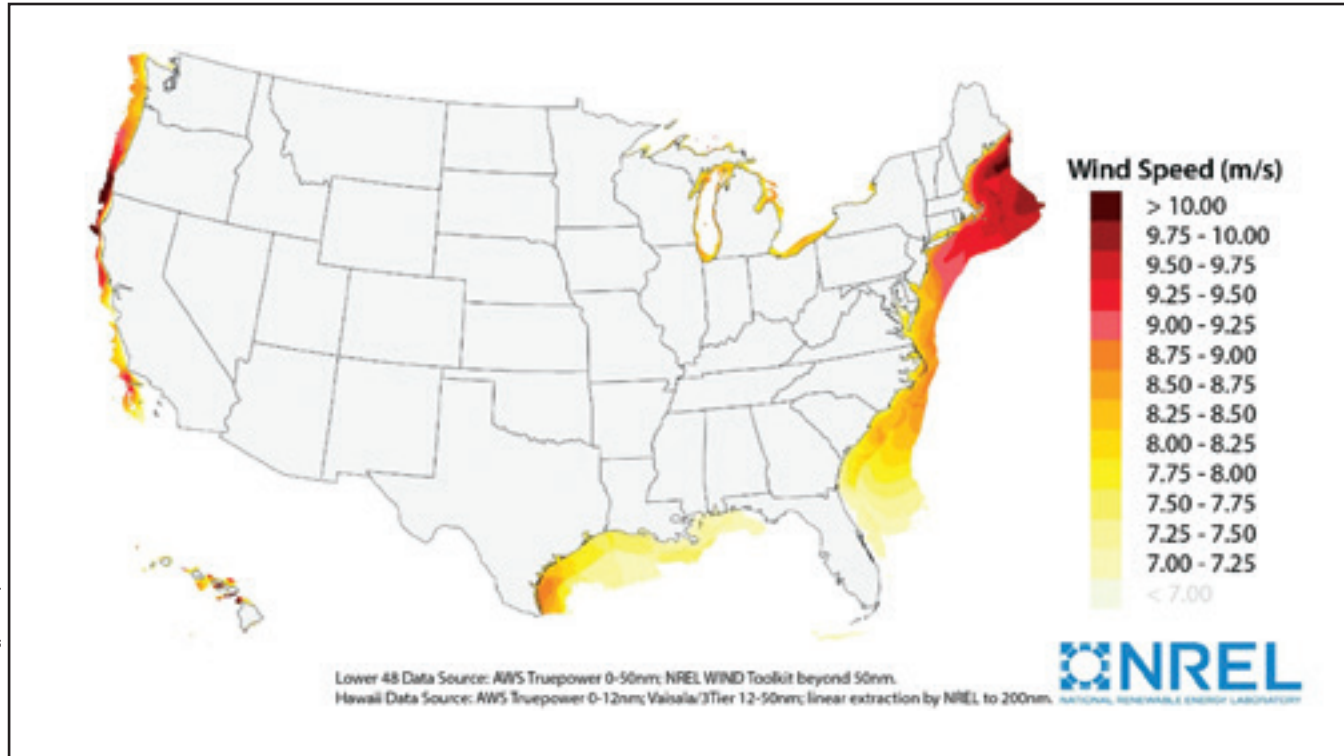 Wind Speed (m/s)
> 10.00
9.75 - 10.00
9.50 - 9.75
9.25 - 9.50
9.00 - 9.25
8.75 - 9.00
8.50 - 8.75
8.25 - 8.50
8.00 - 8.25
7.75 - 8.00
7.50 - 7.75
7.25 - 7.50
7.00 - 7.25
< 7.00
Lower 48 Data Source: AWS Truepower 0-50nm; NREL WIND Toolkit beyond 50nm.
Hawaii Data Source: AWS Truepower 0-12nm; Vaisala/3Tier 12-50nm; linear extraction by NREL to 200nm.
NREL
NATIONAL RENEWABLE ENERGY LABORATORY